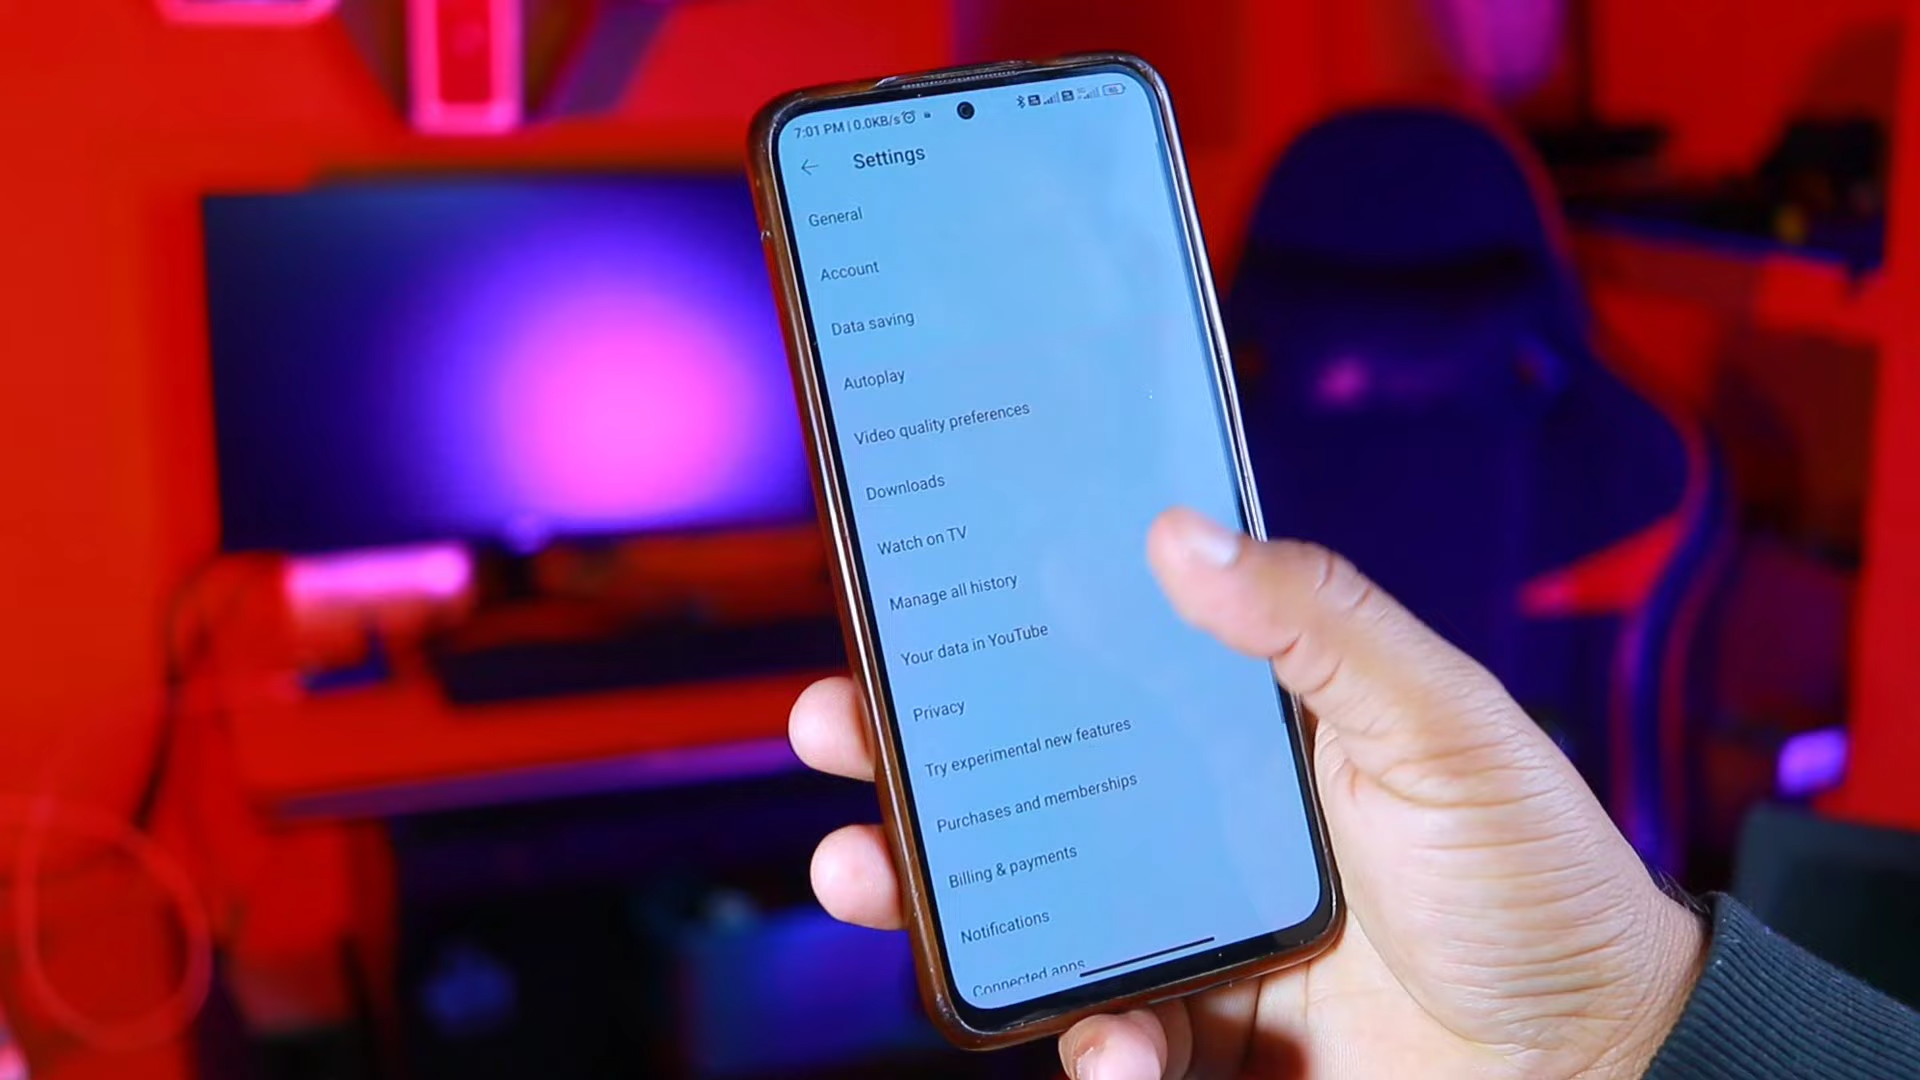 7:01 PM | 0.0KB/s
Settings
General
Account
Data saving
Autoplay
Video quality preferences
Downloads
Watch on TV
Manage all history
Your data in YouTube
Privacy
Try experimental new features
Purchases and memberships
Billing & payments
Notifications
Connected apps